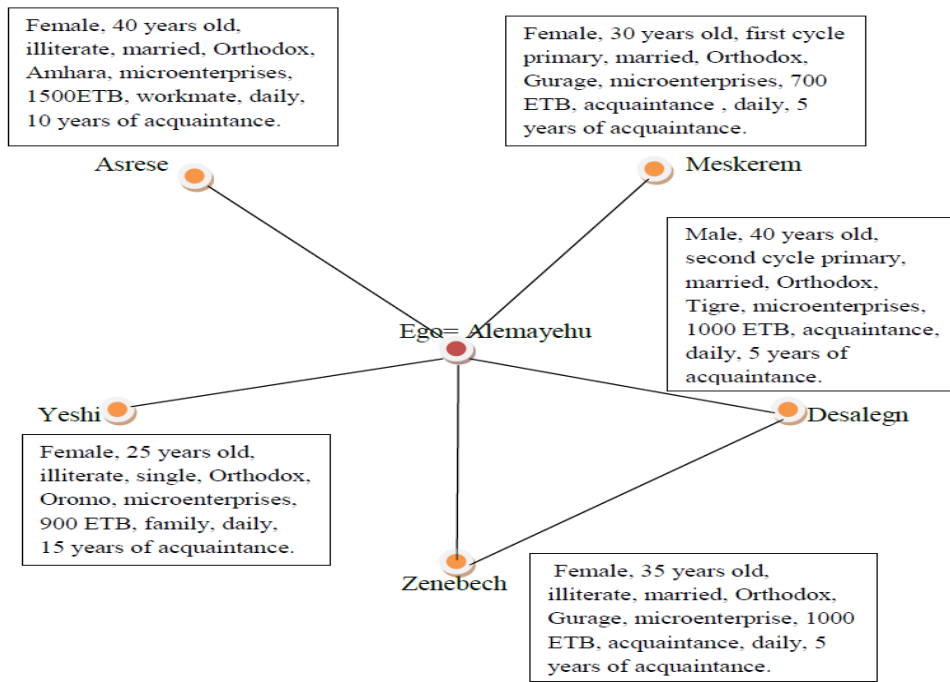 Female, 40 years old,
illiterate, married, Orthodox,
Amhara, microenterprises,
1500ETB, workmate, daily,
10 years of acquaintance.
Asrese
Female, 30 years old, first cycle
primary, married, Orthodox,
Gurage, microenterprises, 700
ETB, acquaintance , daily, 5
years of acquaintance.
Meskerem
Male, 40 years old,
second cycle primary,
married, Orthodox,
Tigre, microenterprises,
1000 ETB, acquaintance,
daily, 5 years of
acquaintance.
Ego= Alemayehu
Yeshi
Desalegn
Female, 25 years old,
illiterate, single, Orthodox,
Oromo, microenterprises,
900 ETB, family, daily,
15 years of acquaintance.
Zenebech
Female, 35 years old,
illiterate, married, Orthodox,
Gurage, microenterprise, 1000
ETB, acquaintance, daily, 5
years of acquaintance.